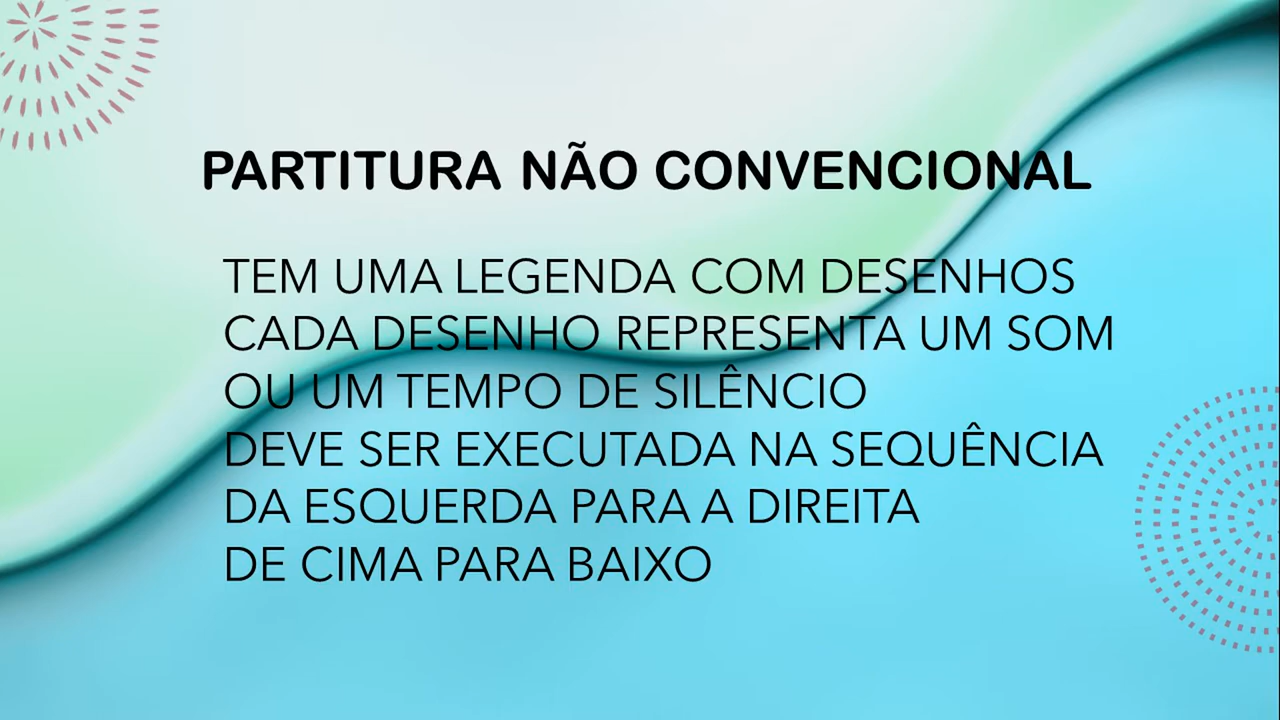 PARTITURA NÃO CONVENCIONAL
TEM UMA LEGENDA COM DESENHOS
CADA DESENHO REPRESENTA UM SOM
OU UM TEMPO DE SILÊNCIO
DEVE SER EXECUTADA NA SEQUÊNCIA
DA ESQUERDA PARA A DIREITA
DE CIMA PARA BAIXO